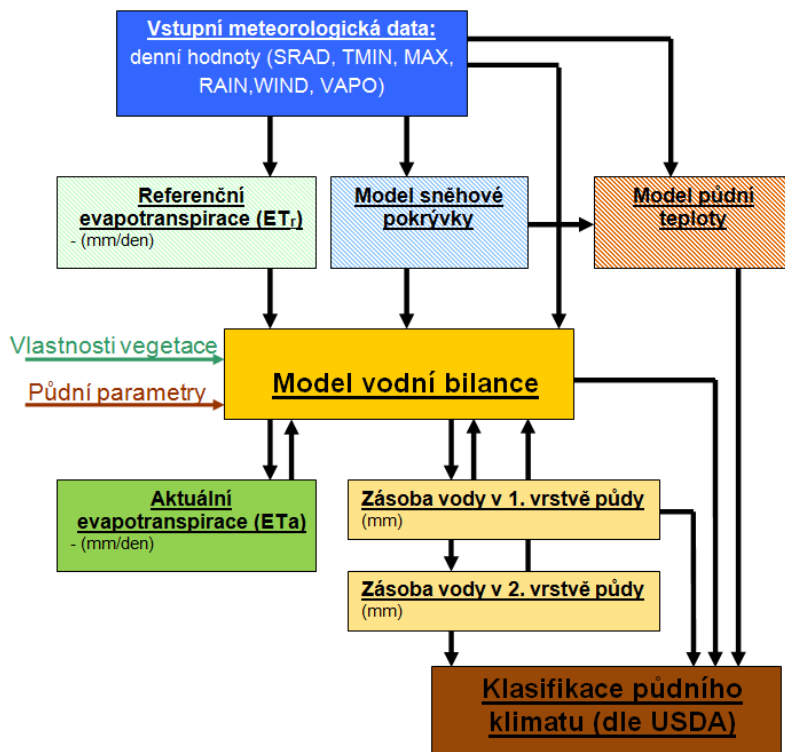 Vstupní meteorologická data:
denní hodnoty (SRAD, TMIN, MAX,
RAIN,WIND, VAPO)
Referenční
evapotranspirace (ETr)
- (mm/den)
Model sněhové
pokrývky
Model půdní
teploty
Vlastnosti vegetace
Půdní parametry
Model vodní bilance
Aktuální
evapotranspirace (ETa)
- (mm/den)
Zásoba vody v 1. vrstvě půdy
(mm)
Zásoba vody v 2. vrstvě půdy
(mm)
Klasifikace půdního
klimatu (dle USDA)